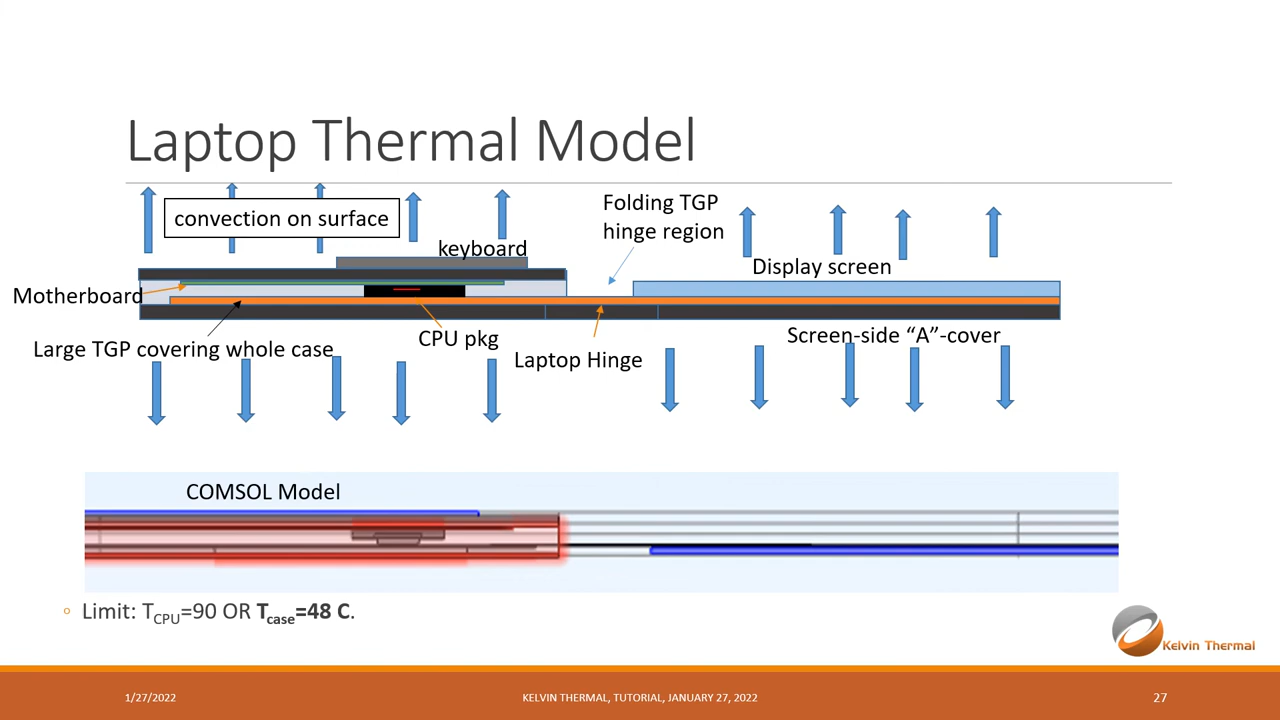 Laptop Thermal Model
convection on surface
Folding TGP
hinge region
keyboard
Display screen
Motherboard
CPU pkg
Screen-side “A”-cover
Large TGP covering whole case
Laptop Hinge
COMSOL Model
Limit: TCPU=90 OR Tcase=48 C.
Kelvin Thermal
1/27/2022
KELVIN THERMAL, TUTORIAL, JANUARY 27, 2022
27